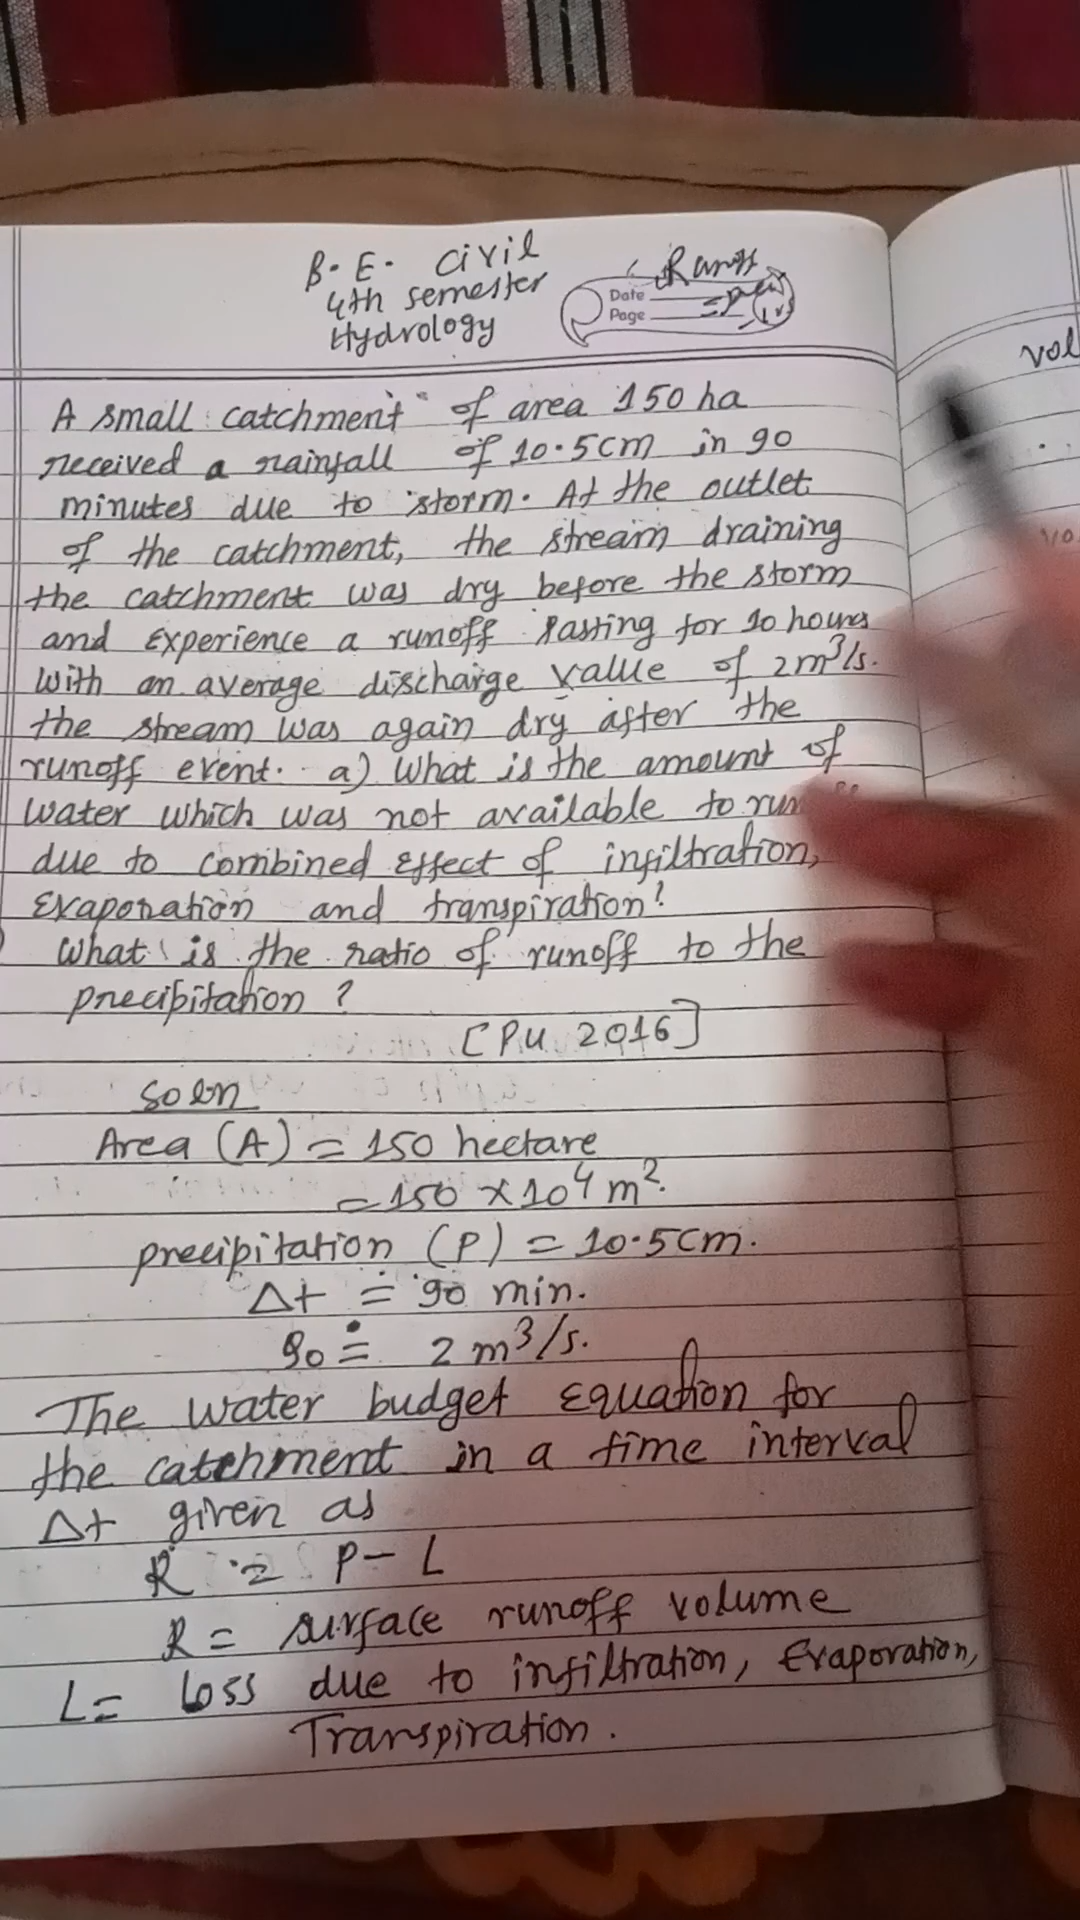 B.E. civil
4th semester
Hydrology
Date
Page
A small catchment of area 150 ha
received a rainfall of 10.5cm in 90
minutes due to storm. At the outlet
of the catchment, the stream draining
the catchment was dry before the storm
and Experience a runoff lasting for 10 hours
With an average discharge value of 2m³/s.
the stream was again dry after the
runoff event. a) What is the amount of
water which was not available to
due to combined Effect of infiltration,
Evaporation and transpiration?
What is the ratio of runoff to the
precipitation?
[PU 2016]
Soln
Area (A) = 150 hectare
= 150 × 10⁴ m².
precipitation (P) = 10.5cm.
Δt = 90 min.
= 2 m³/s.
The water budget Equation for
the catchment in a time interval
Δt given as
R = P - L
R = surface runoff volume
L = Loss due to infiltration, Evaporation,
Transpiration.
vol